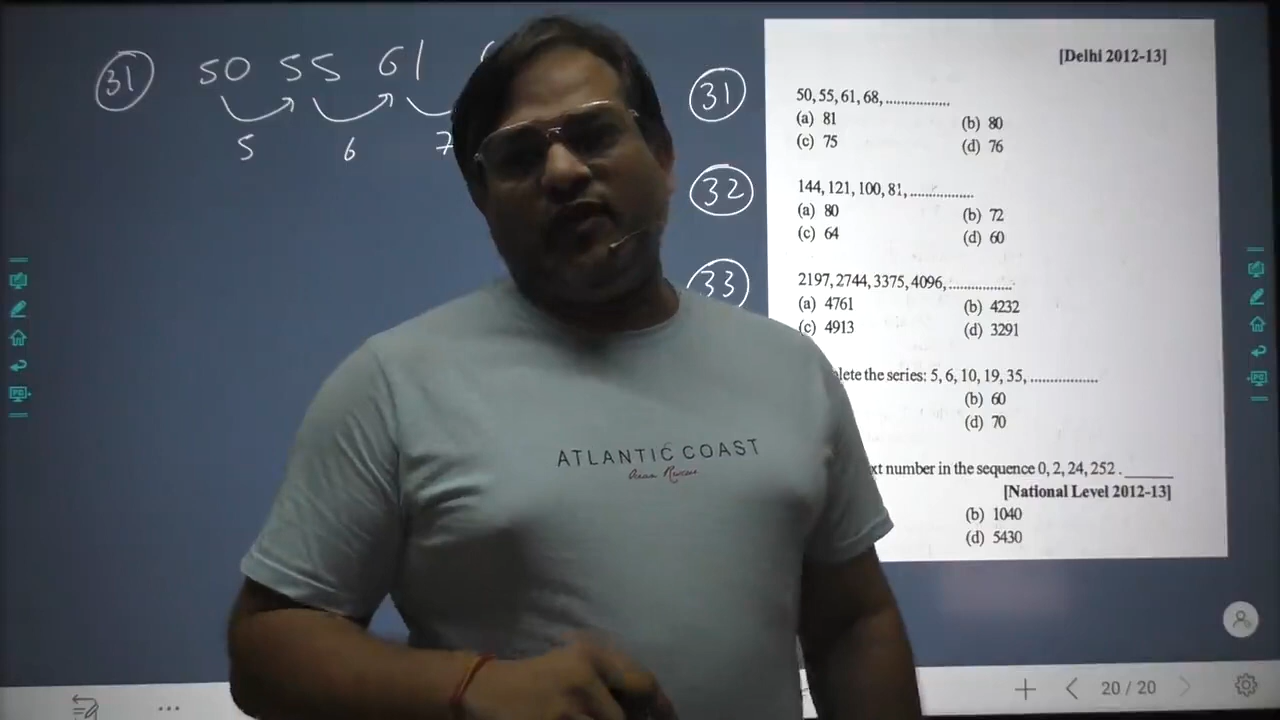 31 50 55 61
5 6 7
31
32
33
[Delhi 2012-13]
50, 55, 61, 68, ..................
(a) 81 (b) 80
(c) 75 (d) 76
144, 121, 100, 81, ..................
(a) 80 (b) 72
(c) 64 (d) 60
2197, 2744, 3375, 4096, ..................
(a) 4761 (b) 4232
(c) 4913 (d) 3291
the series: 5, 6, 10, 19, 35, ..................
(b) 60
(d) 70
number in the sequence 0, 2, 24, 252 . ________
[National Level 2012-13]
(b) 1040
(d) 5430
ATLANTIC COAST
20 / 20